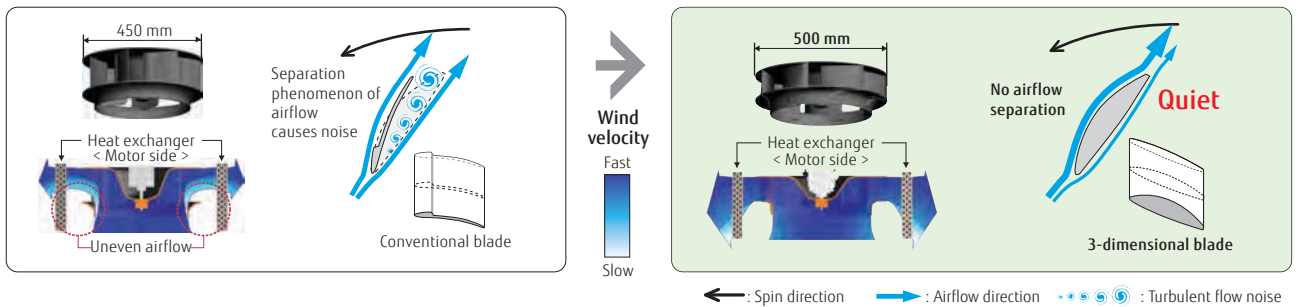 450 mm
Separation
phenomenon of
airflow
causes noise
Heat exchanger
< Motor side >
Uneven airflow
Conventional blade
Wind
velocity
Fast
Slow
500 mm
No airflow
separation
Quiet
Heat exchanger
< Motor side >
3-dimensional blade
: Spin direction
: Airflow direction
: Turbulent flow noise